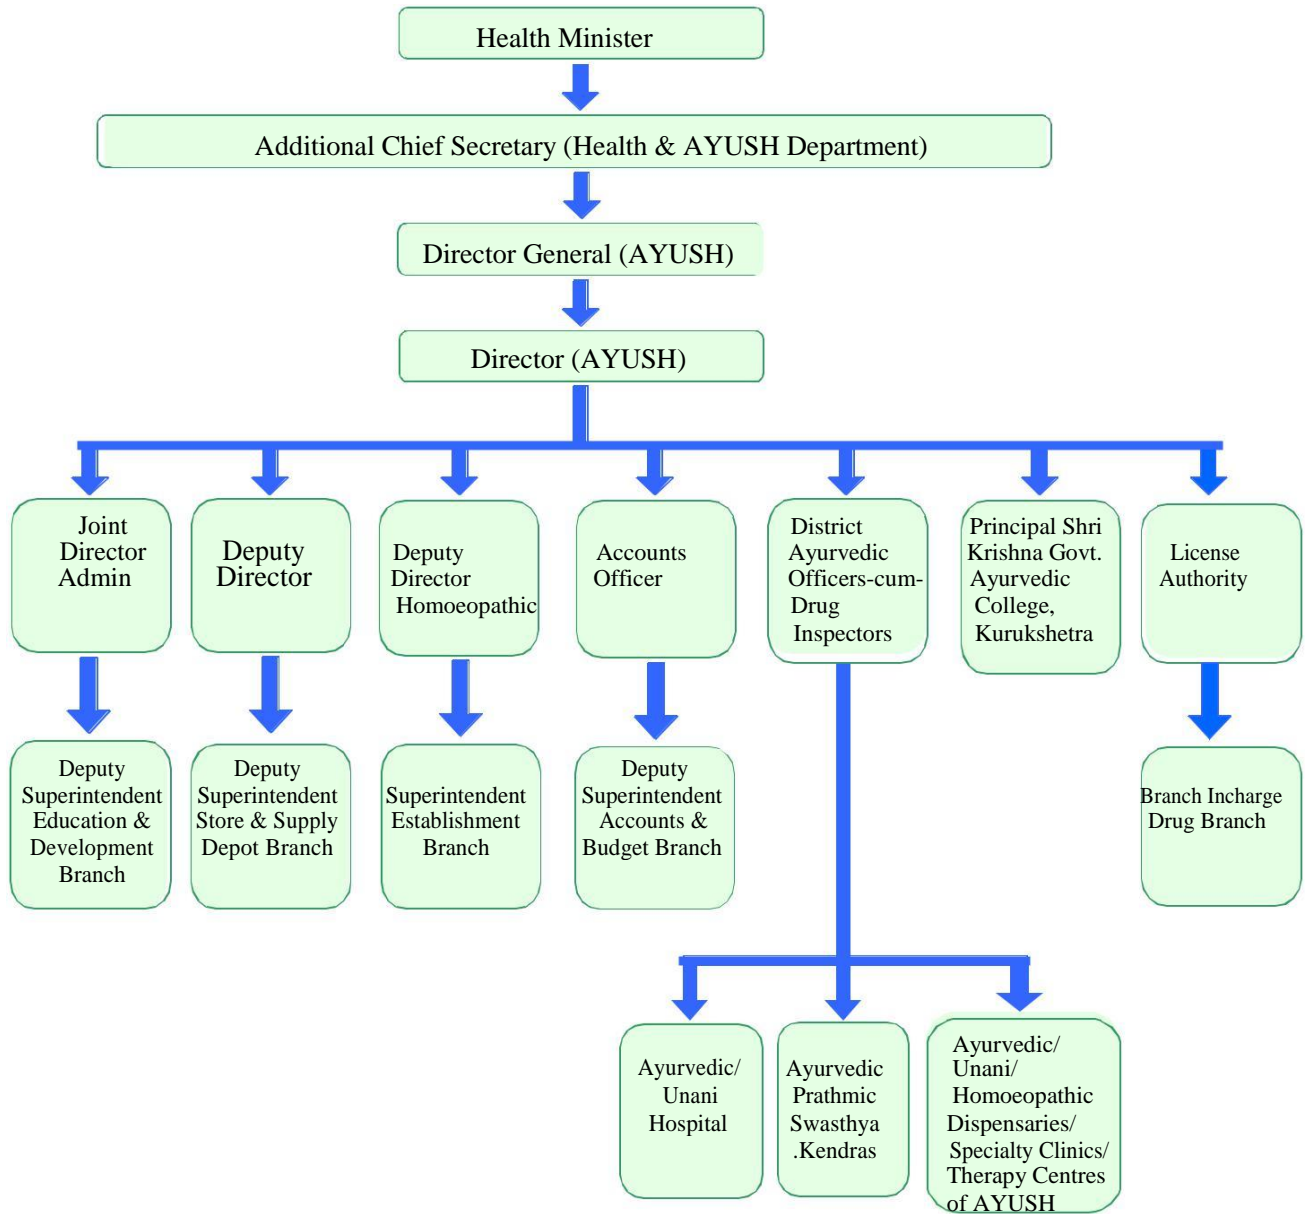 Health Minister
Additional Chief Secretary (Health & AYUSH Department)
Director General (AYUSH)
Director (AYUSH)
Joint
Director
Admin
Deputy
Director
Deputy
Director
Homoeopathic
Accounts
Officer
District
Ayurvedic
Officers-cum-
Drug
Inspectors
Principal Shri
Krishna Govt.
Ayurvedic
College,
Kurukshetra
License
Authority
Deputy
Superintendent
Education &
Development
Branch
Deputy
Superintendent
Store & Supply
Depot Branch
Superintendent
Establishment
Branch
Deputy
Superintendent
Accounts &
Budget Branch
Branch Incharge
Drug Branch
Ayurvedic/
Unani
Hospital
Ayurvedic
Prathmic
Swasthya
.Kendras
Ayurvedic/
Unani/
Homoeopathic
Dispensaries/
Specialty Clinics/
Therapy Centres
of AYUSH